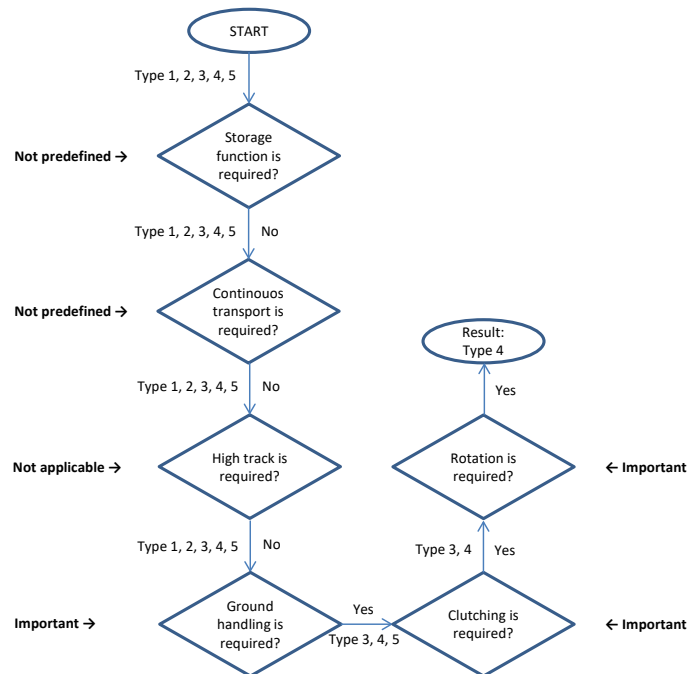 START
Type 1, 2, 3, 4, 5
Not predefined →
Storage
function is
required?
Type 1, 2, 3, 4, 5
No
Not predefined →
Continouos
transport is
required?
Type 1, 2, 3, 4, 5
No
Not applicable →
High track is
required?
Type 1, 2, 3, 4, 5
No
Important →
Ground
handling is
required?
Yes
Type 3, 4, 5
Clutching is
required?
← Important
Type 3, 4
Yes
Rotation is
required?
← Important
Yes
Result:
Type 4